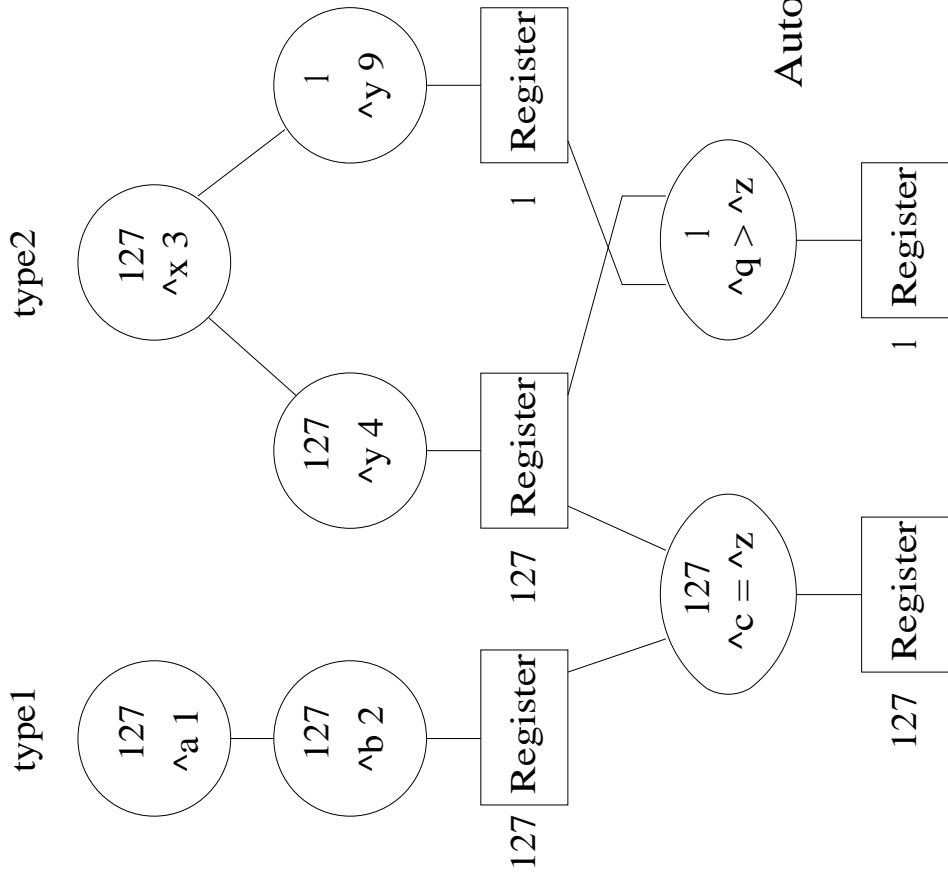 type1
type2
127
^a 1
127
^x 3
127
^b 2
127
^y 4
1
^y 9
127
Register
127
Register
1
Register
127
^c = ^z
1
^q > ^z
127
Register
1
Register
Auto